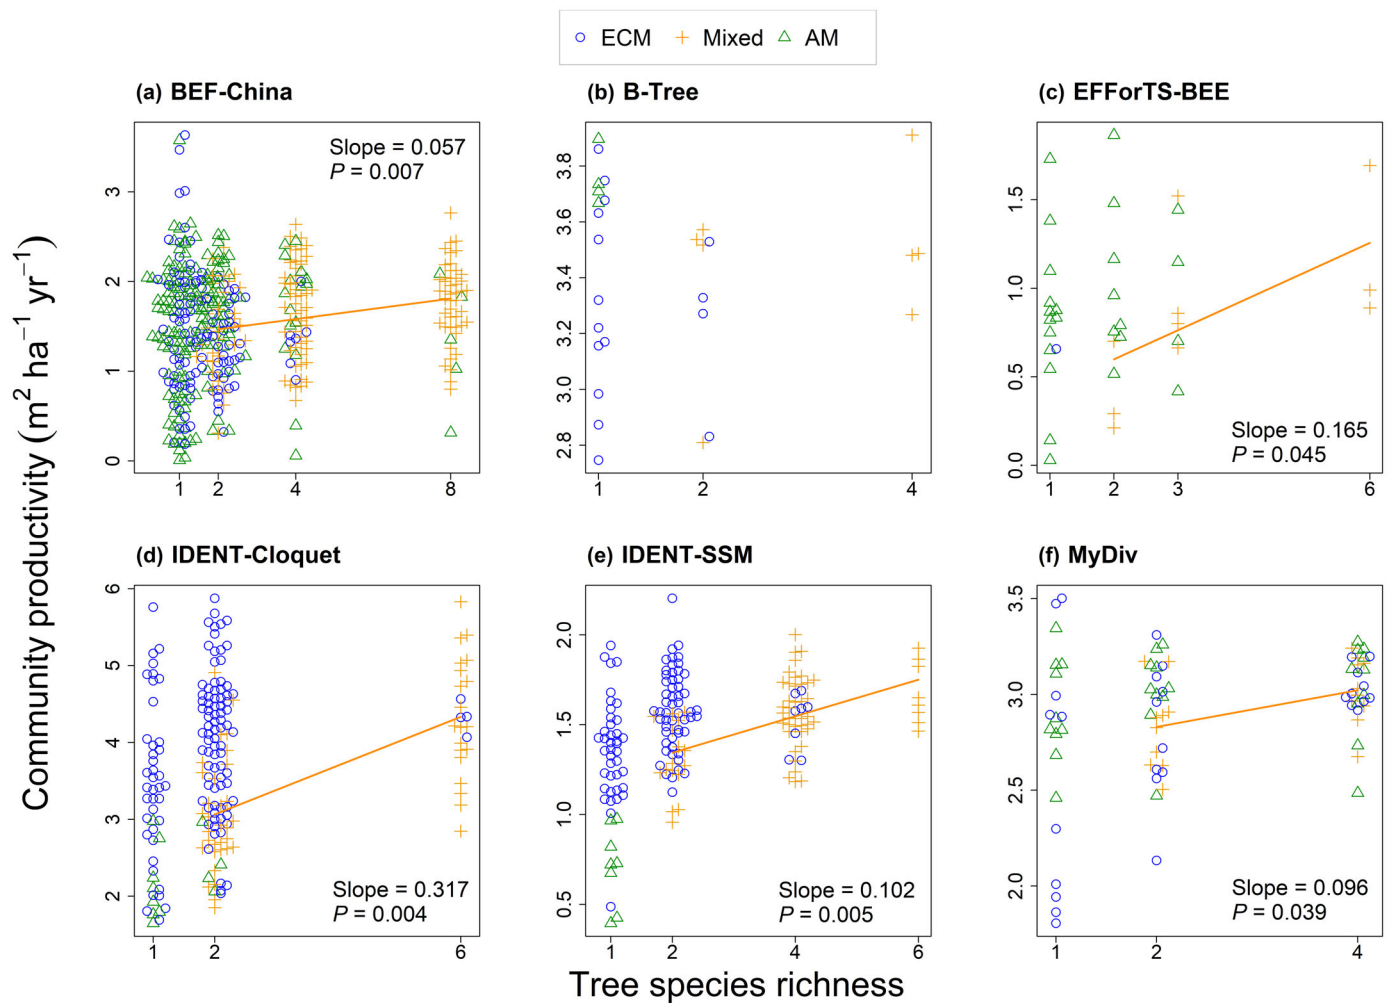 ECM Mixed AM
(a) BEF-China
(b) B-Tree
(c) EFForTS-BEE
Slope = 0.057
P = 0.007
0 1 2 3
1 2 4 8
2.8 3.0 3.2 3.4 3.6 3.8
1 2 4
Slope = 0.165
P = 0.045
0.0 0.5 1.0 1.5
1 2 3 6
Community productivity (m² ha⁻¹ yr⁻¹)
(d) IDENT-Cloquet
(e) IDENT-SSM
(f) MyDiv
Slope = 0.317
P = 0.004
2 3 4 5 6
1 2 6
Slope = 0.102
P = 0.005
0.5 1.0 1.5 2.0
1 2 4 6
Slope = 0.096
P = 0.039
2.0 2.5 3.0 3.5
1 2 4
Tree species richness